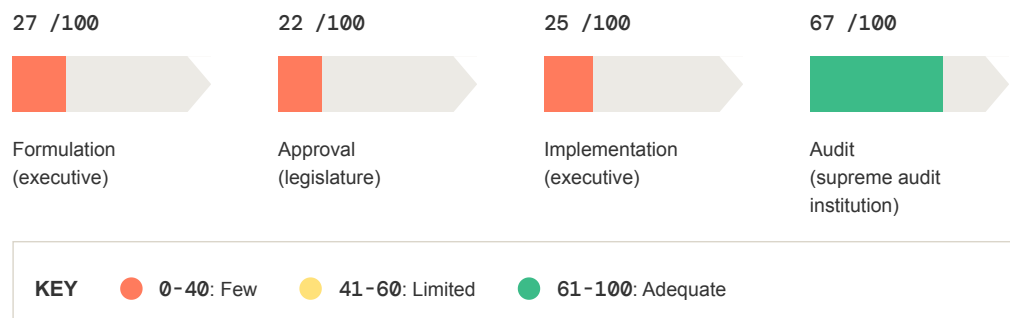 27 /100
22 /100
25 /100
67 /100
Formulation
(executive)
Approval
(legislature)
Implementation
(executive)
Audit
(supreme audit
institution)
KEY 0-40: Few 41-60: Limited 61-100: Adequate